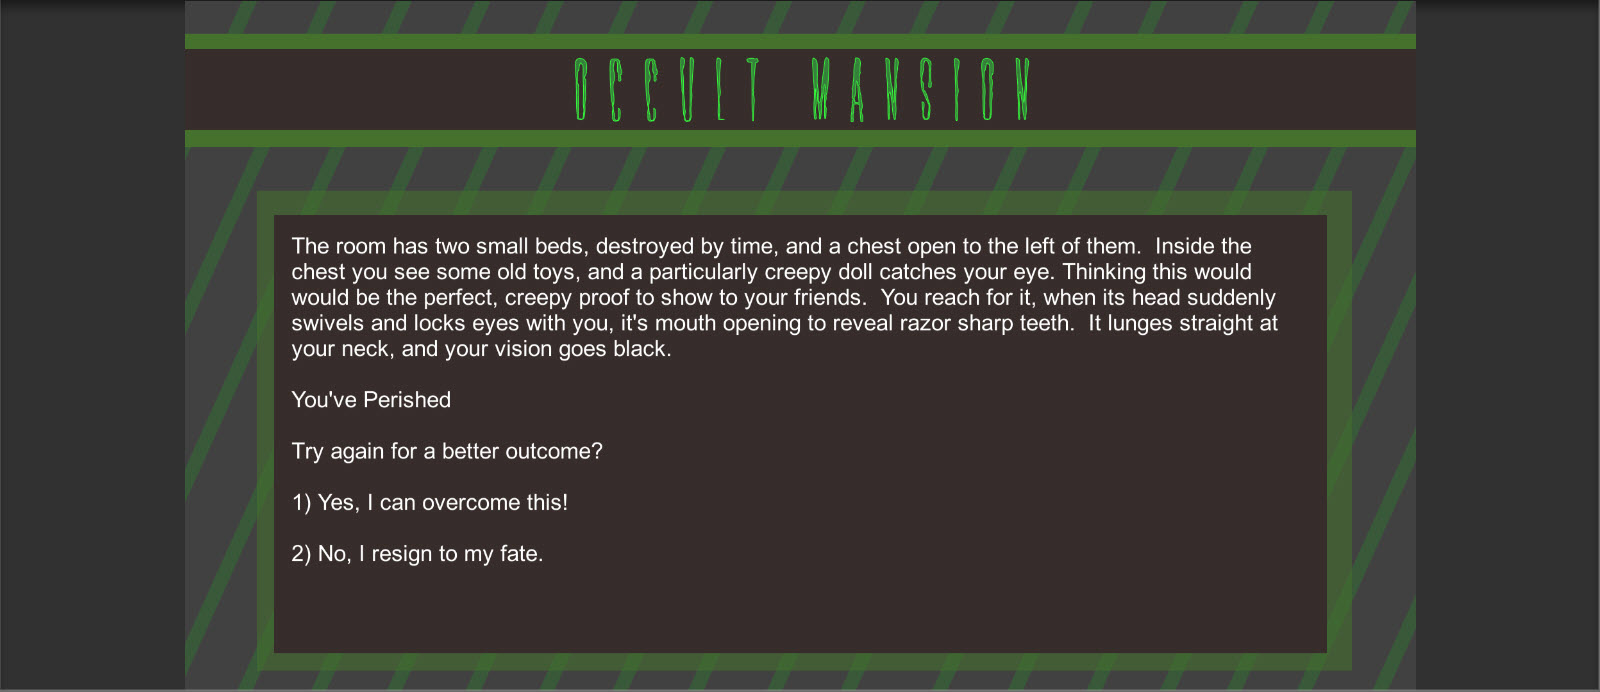 OCCULT MANSION
The room has two small beds, destroyed by time, and a chest open to the left of them.  Inside the
chest you see some old toys, and a particularly creepy doll catches your eye. Thinking this would
would be the perfect, creepy proof to show to your friends.  You reach for it, when its head suddenly
swivels and locks eyes with you, it's mouth opening to reveal razor sharp teeth.  It lunges straight at
your neck, and your vision goes black.
You've Perished
Try again for a better outcome?
1) Yes, I can overcome this!
2) No, I resign to my fate.